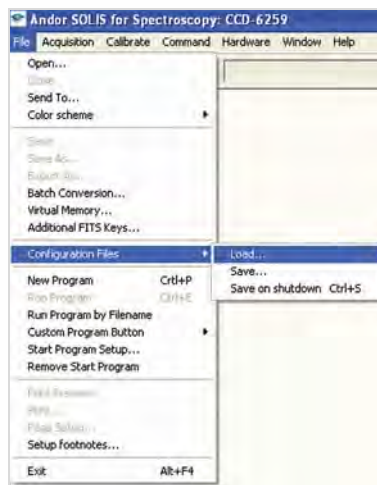 Andor SOLIS for Spectroscopy: CCD-6259
File Acquisition Calibrate Command Hardware Window Help
Open...
Close
Send To...
Color scheme
Save
Save As...
Export As...
Batch Conversion...
Virtual Memory...
Additional FITS Keys...
Configuration Files
Load...
Save...
Save on shutdown Ctrl+S
New Program Crtl+P
Run Program Ctrl+E
Run Program by Filename
Custom Program Button
Start Program Setup...
Remove Start Program
Print Preview
Print...
Page Setup...
Setup footnotes...
Exit Alt+F4